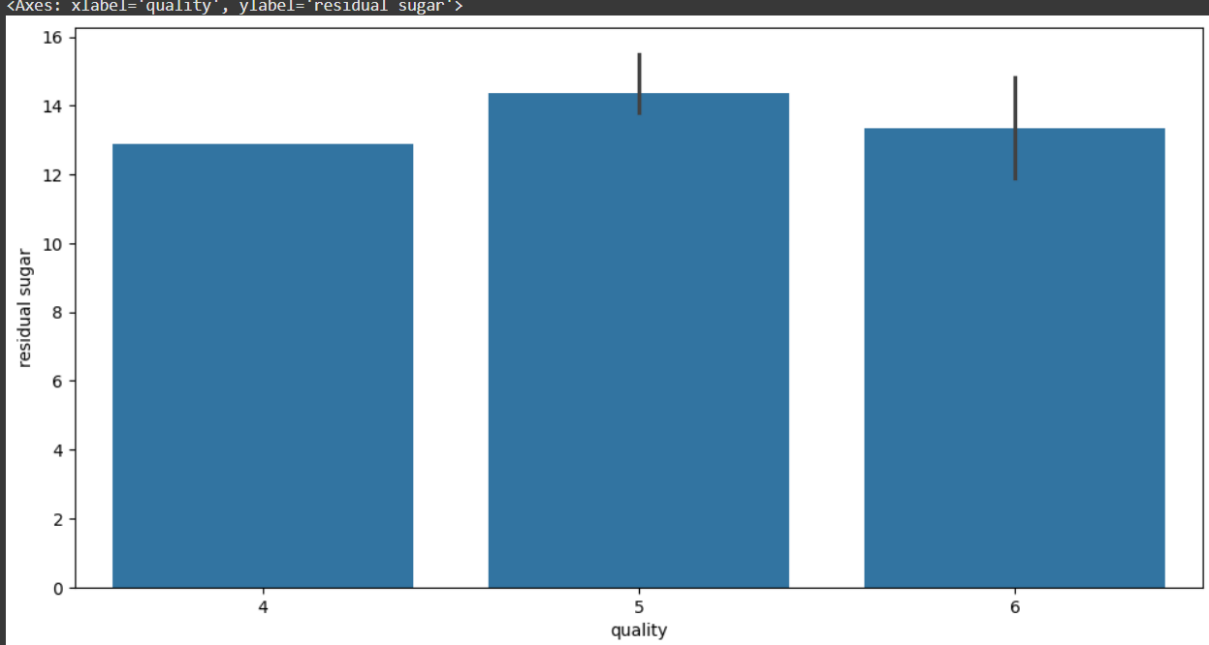 <Axes: xlabel='quality', ylabel='residual sugar'>
16
14
12
10
8
6
4
2
0
residual sugar
4 5 6
quality